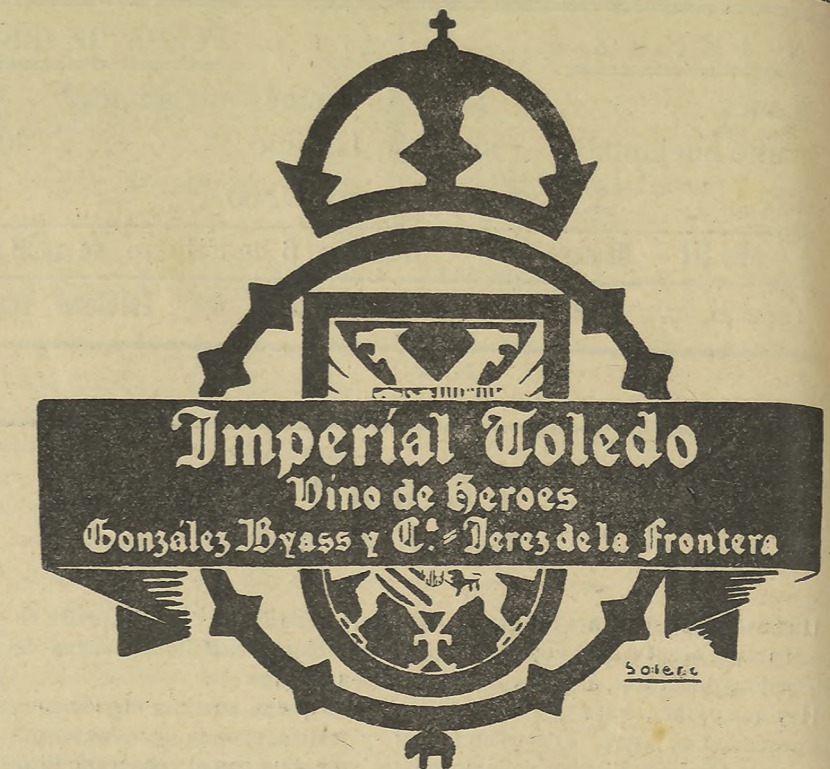 Imperial Toledo
Vino de Heroes
González Byass y C.ª = Jerez de la Frontera